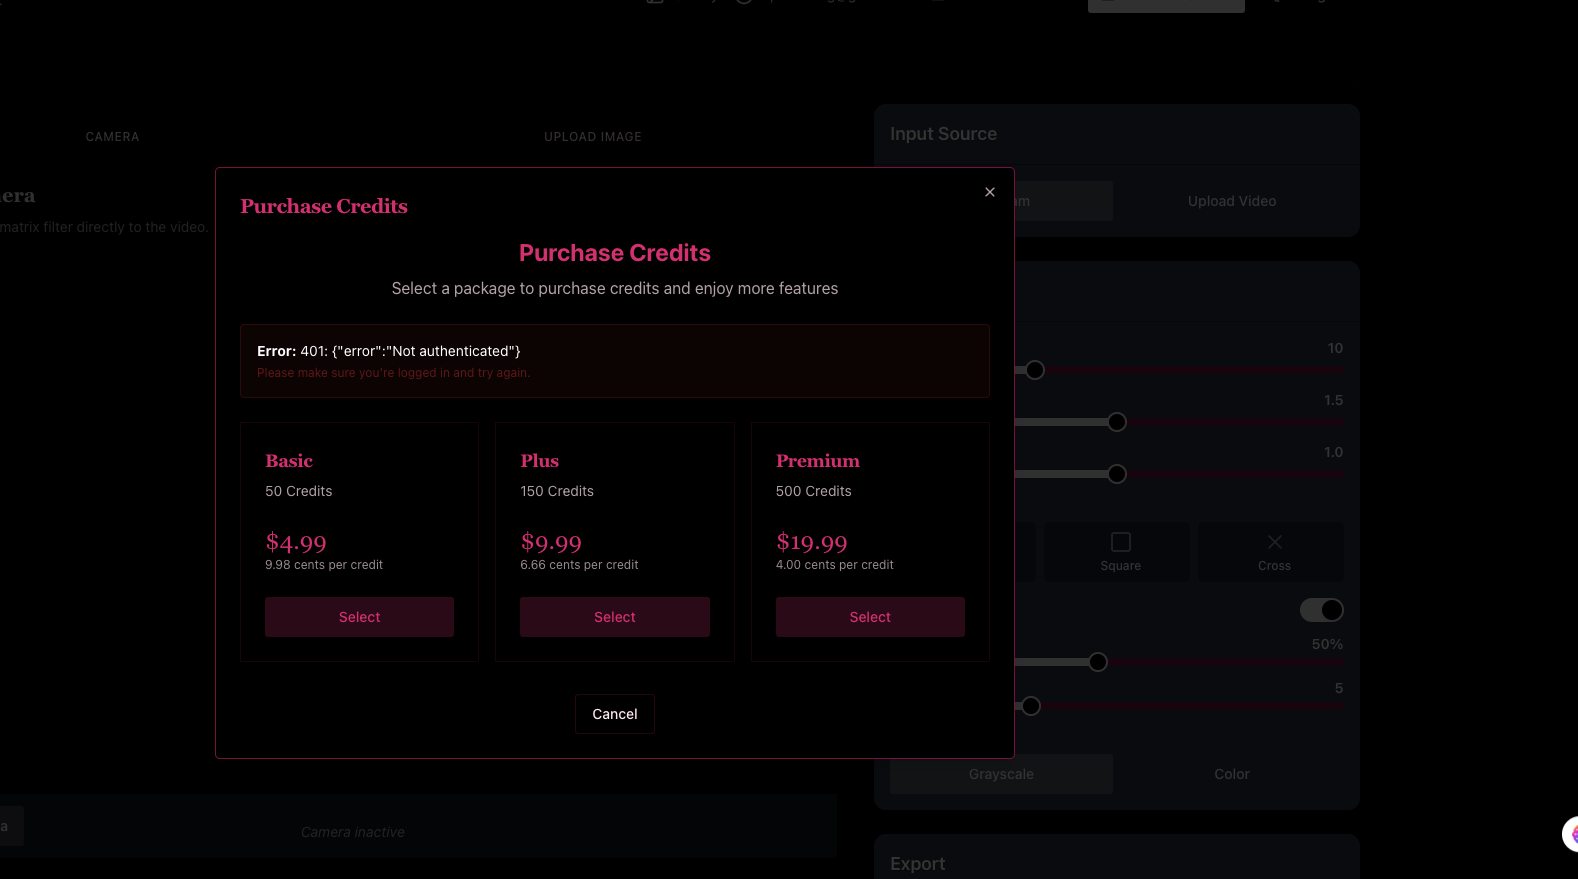 CAMERA
UPLOAD IMAGE
Input Source
Upload Video
matrix filter directly to the video.
Purchase Credits
Purchase Credits
Select a package to purchase credits and enjoy more features
Error: 401: {"error":"Not authenticated"}
Please make sure you're logged in and try again.
10
1.5
1.0
Basic
50 Credits
$4.99
9.98 cents per credit
Select
Plus
150 Credits
$9.99
6.66 cents per credit
Select
Premium
500 Credits
$19.99
4.00 cents per credit
Select
Cancel
Square
Cross
50%
5
Grayscale
Color
Camera inactive
Export